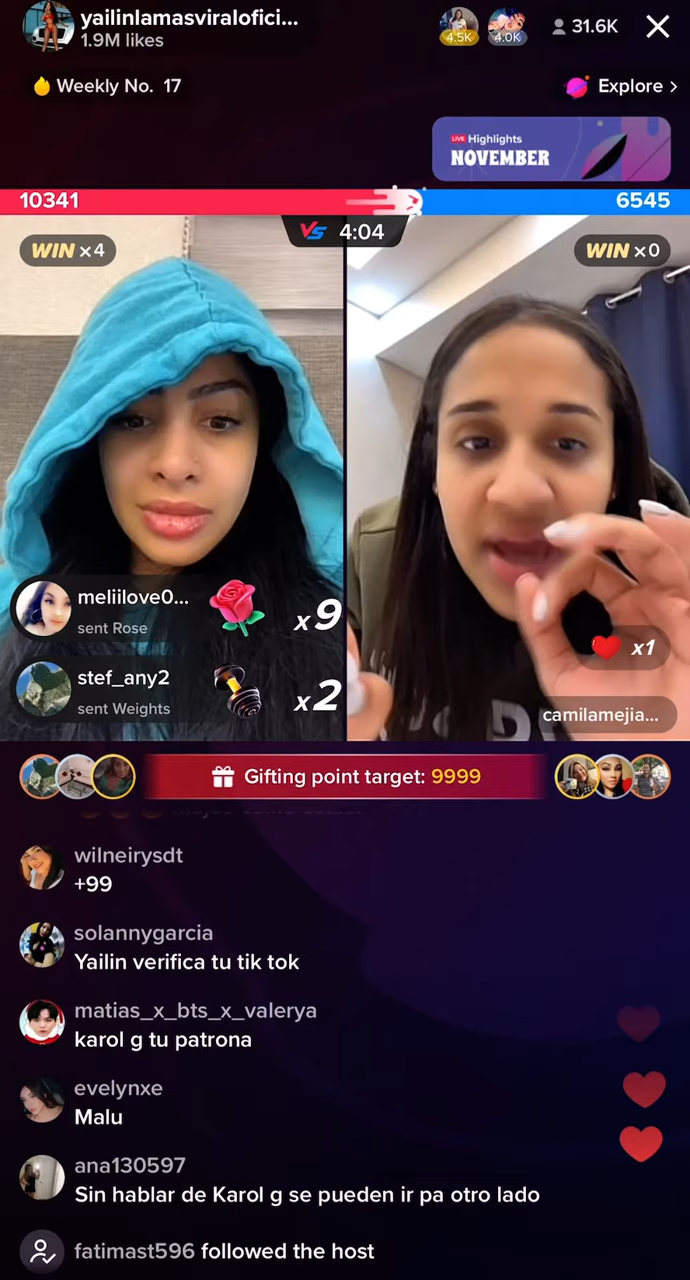 yailinlamasviralofici...
1.9M likes
4.5K
4.0K
31.6K
Weekly No. 17
Explore >
LIVE Highlights
NOVEMBER
10341
6545
VS 4:04
WIN x4
WIN x0
meliilove0...
sent Rose
x9
stef_any2
sent Weights
x2
x1
camilamejia...
Gifting point target: 9999
wilneirysdt
+99
solannygarcia
Yailin verifica tu tik tok
matias_x_bts_x_valerya
karol g tu patrona
evelynxe
Malu
ana130597
Sin hablar de Karol g se pueden ir pa otro lado
fatimast596 followed the host